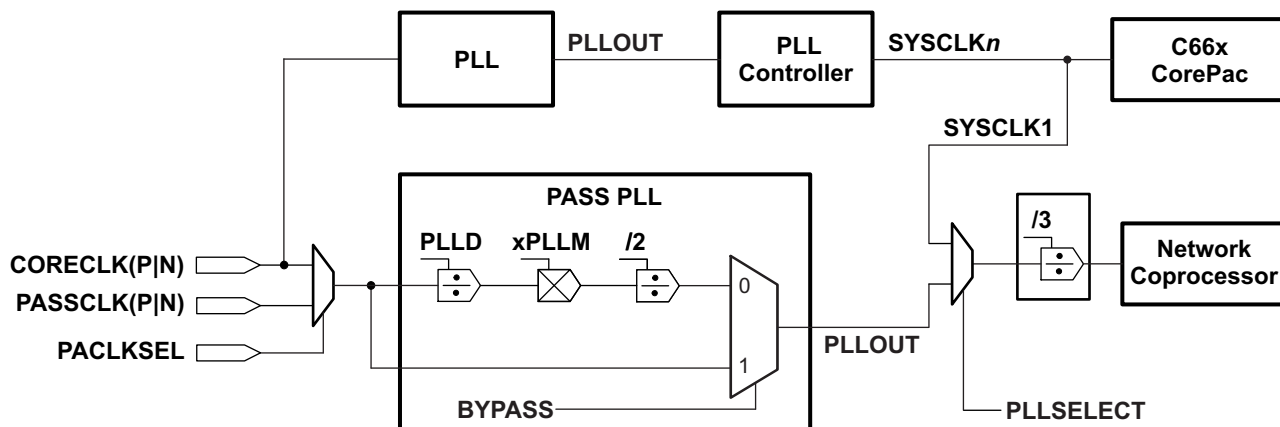 PLL
PLLOUT
PLL
Controller
SYSCLKn
C66x
CorePac
SYSCLK1
PASS PLL
PLLD
xPLLM
/2
/3
CORECLK(P|N)
PASSCLK(P|N)
PACLKSEL
0
1
BYPASS
PLLOUT
Network
Coprocessor
PLLSELECT